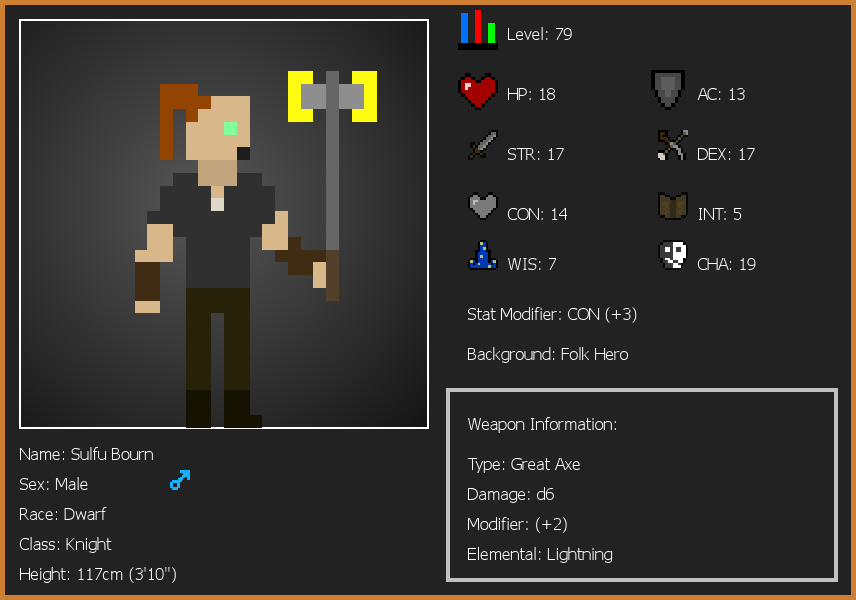 Level: 79
HP: 18
AC: 13
STR: 17
DEX: 17
CON: 14
INT: 5
WIS: 7
CHA: 19
Stat Modifier: CON (+3)
Background: Folk Hero
Weapon Information:
Type: Great Axe
Damage: d6
Modifier: (+2)
Elemental: Lightning
Name: Sulfu Bourn
Sex: Male
Race: Dwarf
Class: Knight
Height: 117cm (3'10")